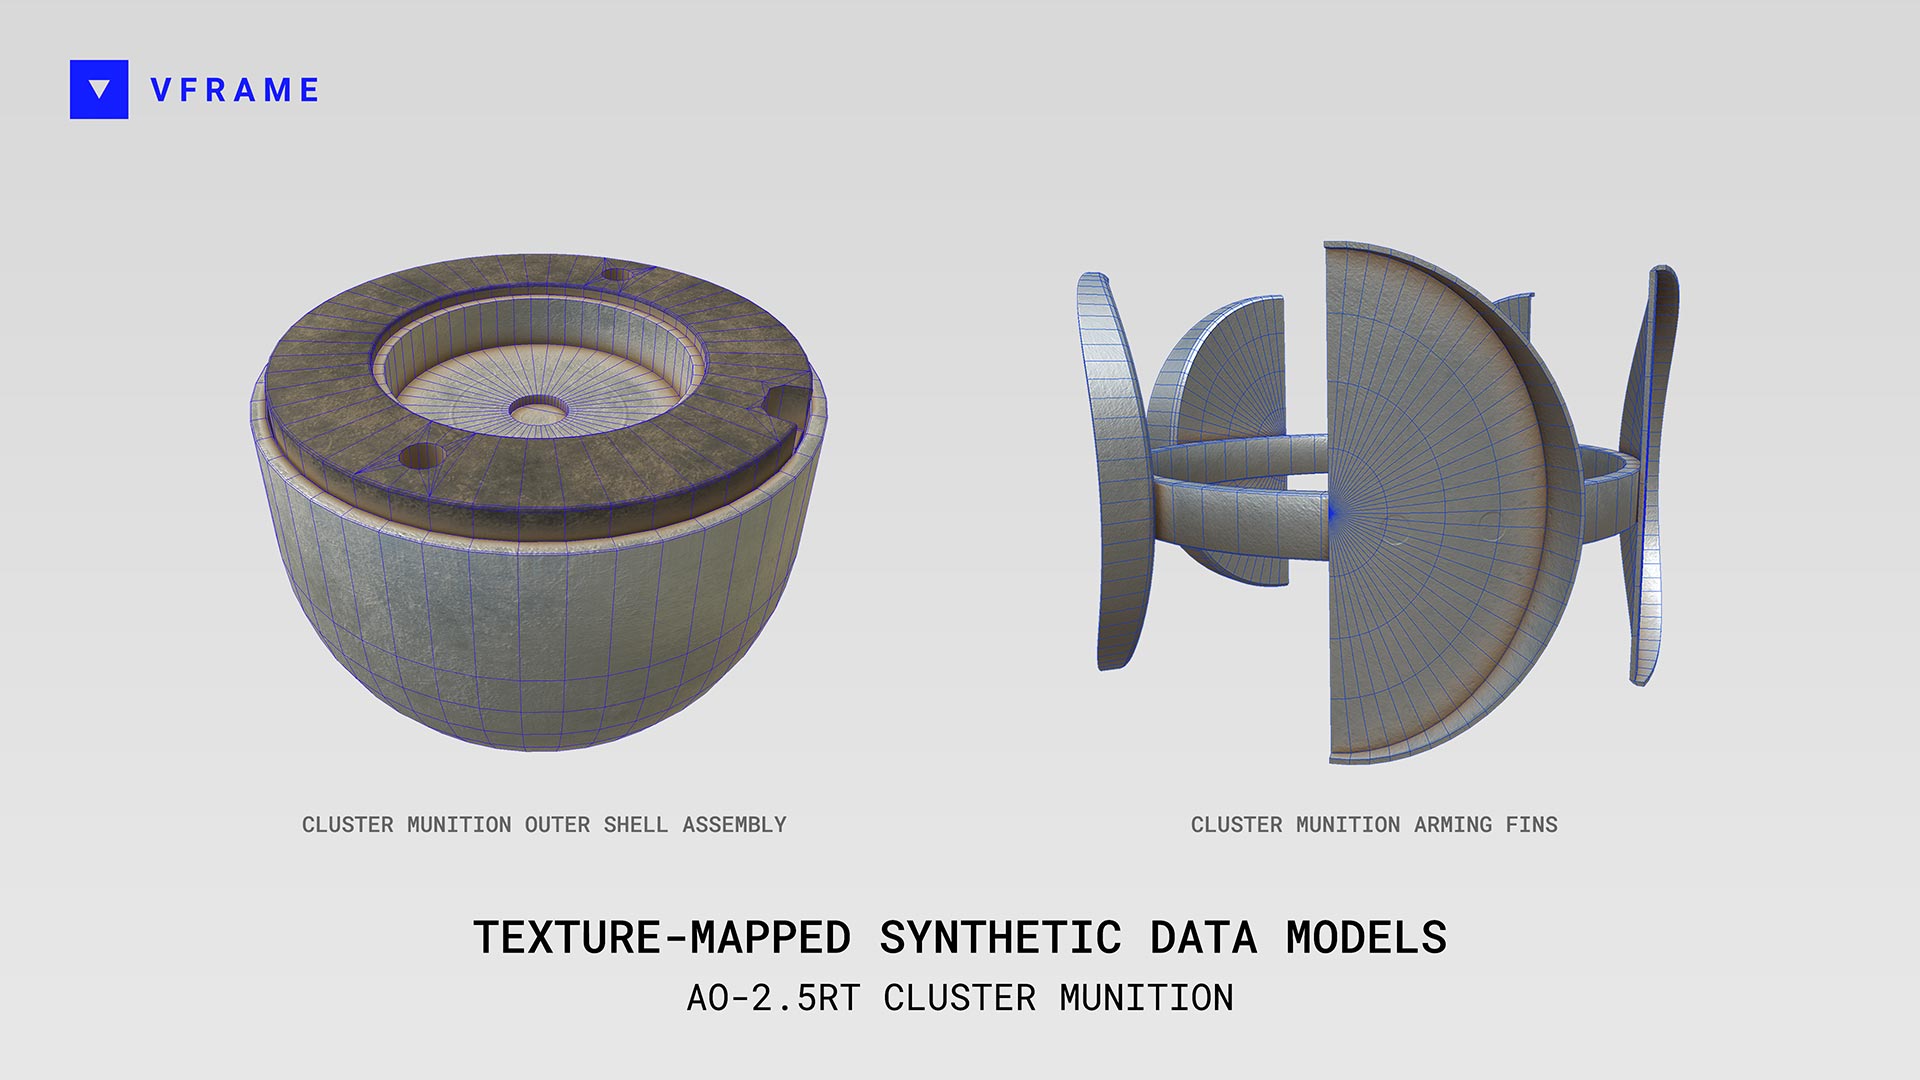 VFRAME
CLUSTER MUNITION OUTER SHELL ASSEMBLY
CLUSTER MUNITION ARMING FINS
TEXTURE-MAPPED SYNTHETIC DATA MODELS
AO-2.5RT CLUSTER MUNITION